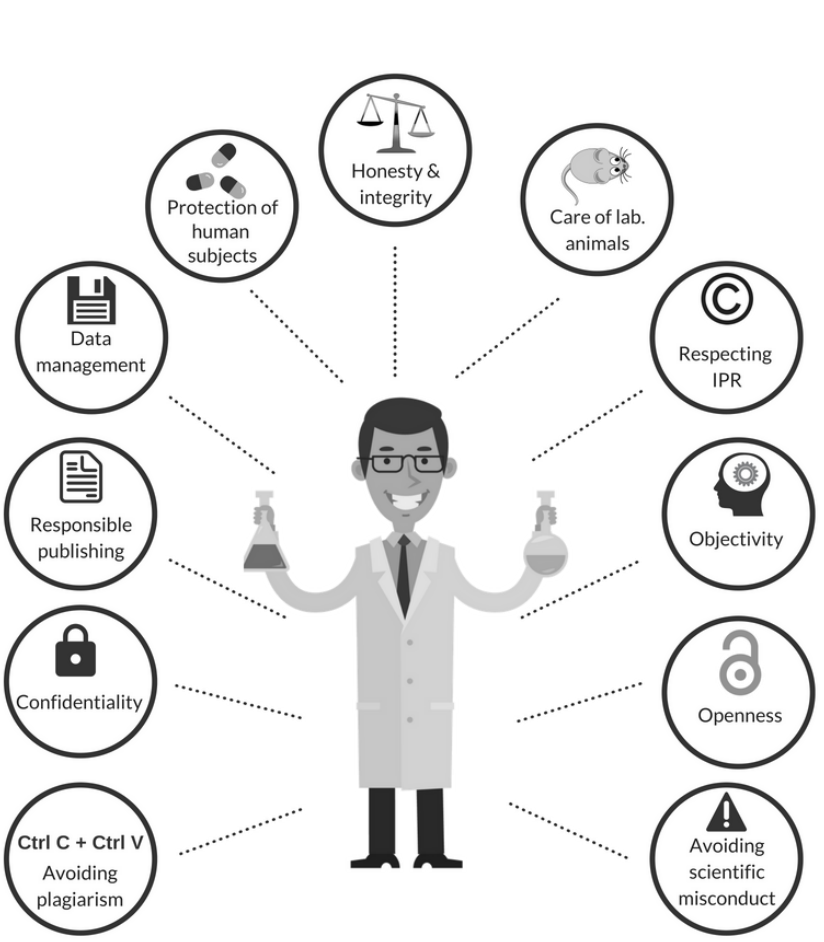 Honesty &
integrity
Protection of
human
subjects
Care of lab.
animals
Data
management
©
Respecting
IPR
Responsible
publishing
Objectivity
Confidentiality
Openness
Ctrl C + Ctrl V
Avoiding
plagiarism
Avoiding
scientific
misconduct